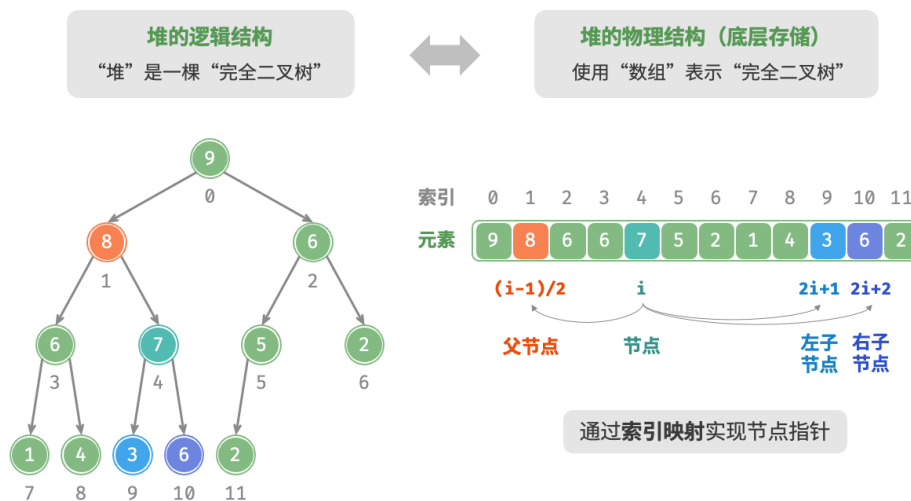 堆的逻辑结构
“堆”是一棵“完全二叉树”
堆的物理结构（底层存储）
使用“数组”表示“完全二叉树”
9
0
8 6
1 2
6 7 5 2
3 4 5 6
1 4 3 6 2
7 8 9 10 11
索引 0 1 2 3 4 5 6 7 8 9 10 11
元素 9 8 6 6 7 5 2 1 4 3 6 2
(i-1)/2 i 2i+1 2i+2
父节点 节点 左子节点 右子节点
通过索引映射实现节点指针